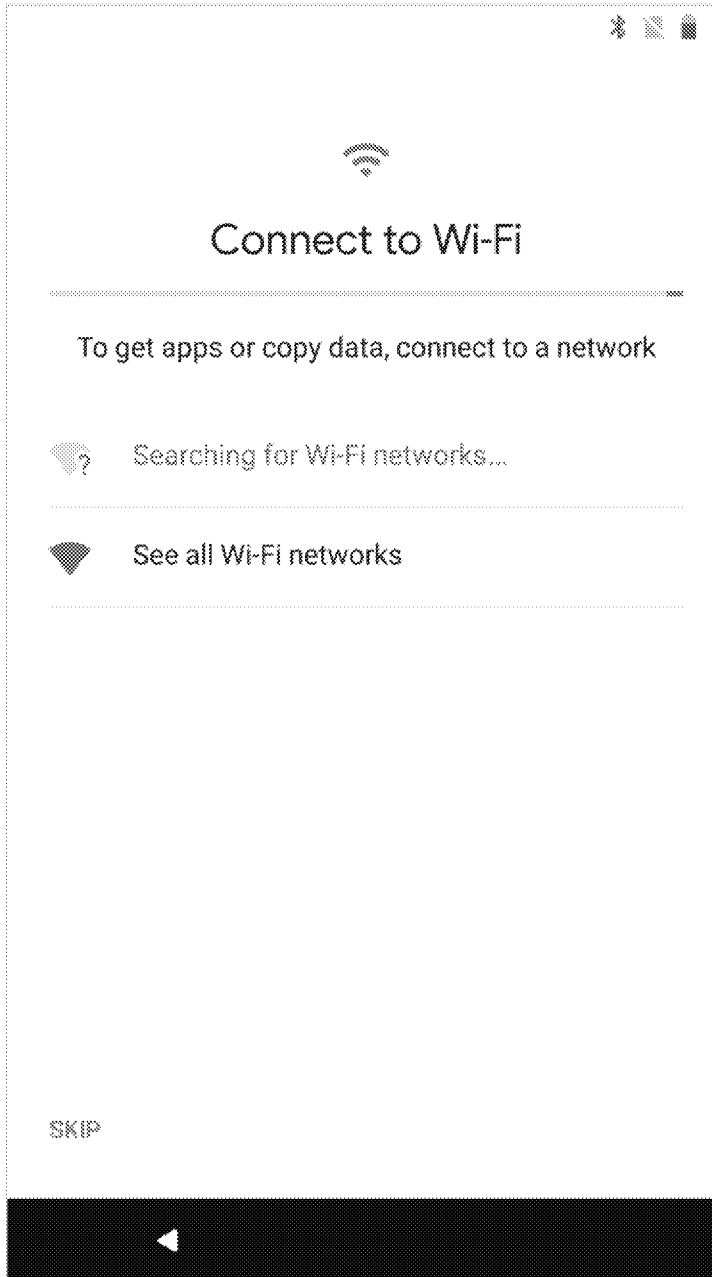 Connect to Wi-Fi
To get apps or copy data, connect to a network
Searching for Wi-Fi networks...
See all Wi-Fi networks
SKIP